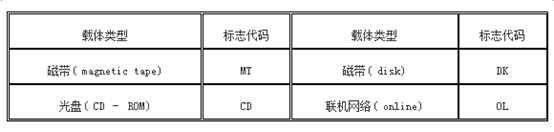 载体类型 标志代码 载体类型 标志代码
磁带( magnetic tape) MT 磁带( disk) DK
光盘( CD - ROM) CD 联机网络( online) OL